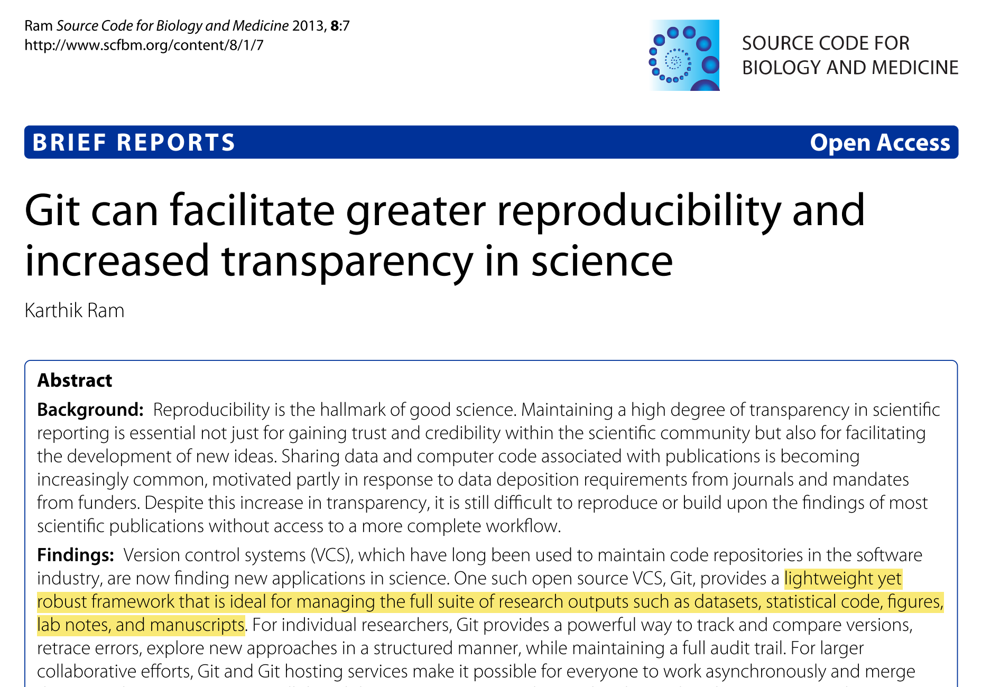 Ram Source Code for Biology and Medicine 2013, 8:7
http://www.scfbm.org/content/8/1/7
SOURCE CODE FOR
BIOLOGY AND MEDICINE
BRIEF REPORTS
Open Access
Git can facilitate greater reproducibility and
increased transparency in science
Karthik Ram
Abstract
Background: Reproducibility is the hallmark of good science. Maintaining a high degree of transparency in scientific
reporting is essential not just for gaining trust and credibility within the scientific community but also for facilitating
the development of new ideas. Sharing data and computer code associated with publications is becoming
increasingly common, motivated partly in response to data deposition requirements from journals and mandates
from funders. Despite this increase in transparency, it is still difficult to reproduce or build upon the findings of most
scientific publications without access to a more complete workflow.
Findings: Version control systems (VCS), which have long been used to maintain code repositories in the software
industry, are now finding new applications in science. One such open source VCS, Git, provides a lightweight yet
robust framework that is ideal for managing the full suite of research outputs such as datasets, statistical code, figures,
lab notes, and manuscripts. For individual researchers, Git provides a powerful way to track and compare versions,
retrace errors, explore new approaches in a structured manner, while maintaining a full audit trail. For larger
collaborative efforts, Git and Git hosting services make it possible for everyone to work asynchronously and merge